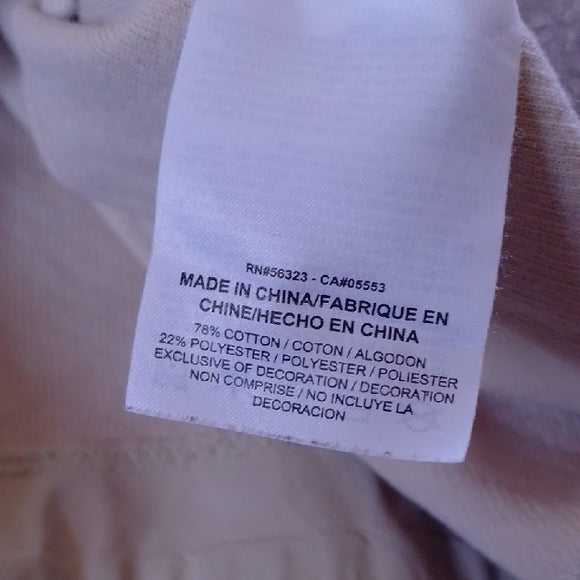 RN#56323 - CA#05553
MADE IN CHINA/FABRIQUE EN
CHINE/HECHO EN CHINA
78% COTTON / COTON / ALGODON
22% POLYESTER / POLYESTER / POLIESTER
EXCLUSIVE OF DECORATION / DECORATION
NON COMPRISE / NO INCLUYE LA
DECORACION